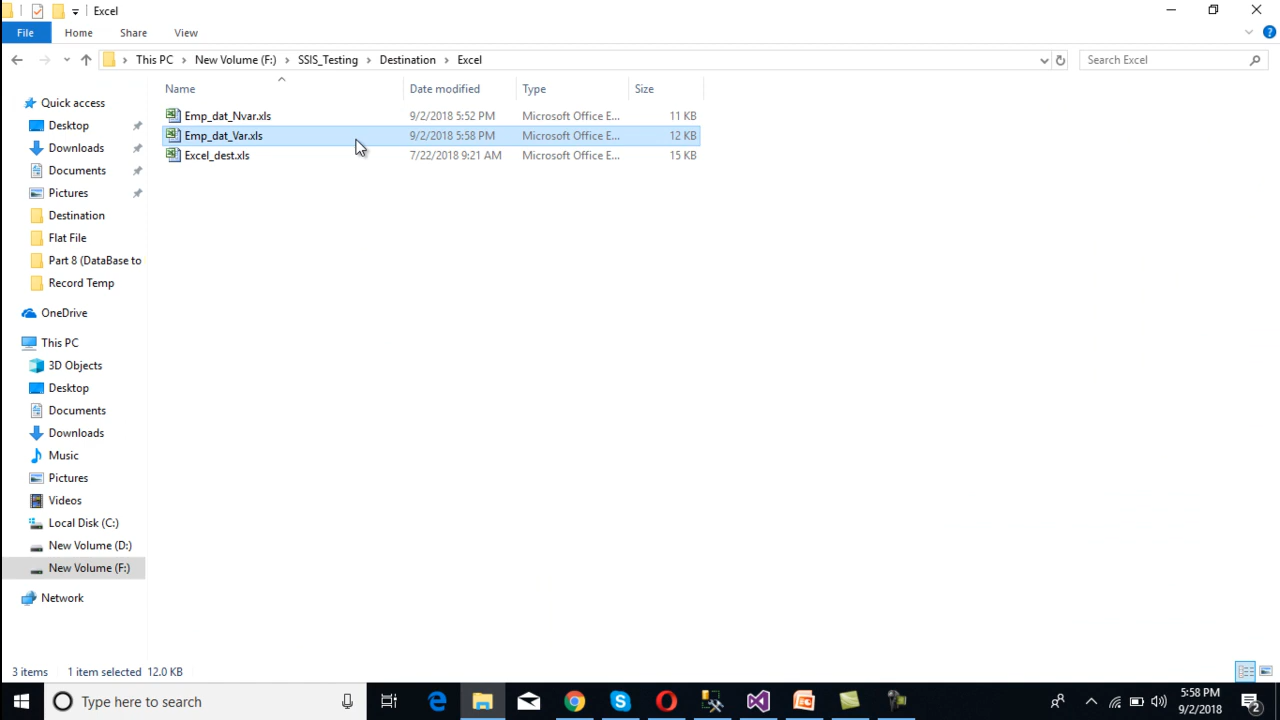 Excel
File Home Share View
This PC New Volume (F:) SSIS_Testing Destination Excel Search Excel
Name Date modified Type Size
Emp_dat_Nvar.xls 9/2/2018 5:52 PM Microsoft Office E... 11 KB
Emp_dat_Var.xls 9/2/2018 5:58 PM Microsoft Office E... 12 KB
Excel_dest.xls 7/22/2018 9:21 AM Microsoft Office E... 15 KB
Quick access
Desktop
Downloads
Documents
Pictures
Destination
Flat File
Part 8 (DataBase to
Record Temp
OneDrive
This PC
3D Objects
Desktop
Documents
Downloads
Music
Pictures
Videos
Local Disk (C:)
New Volume (D:)
New Volume (F:)
Network
3 items 1 item selected 12.0 KB
Type here to search
5:58 PM
9/2/2018
2